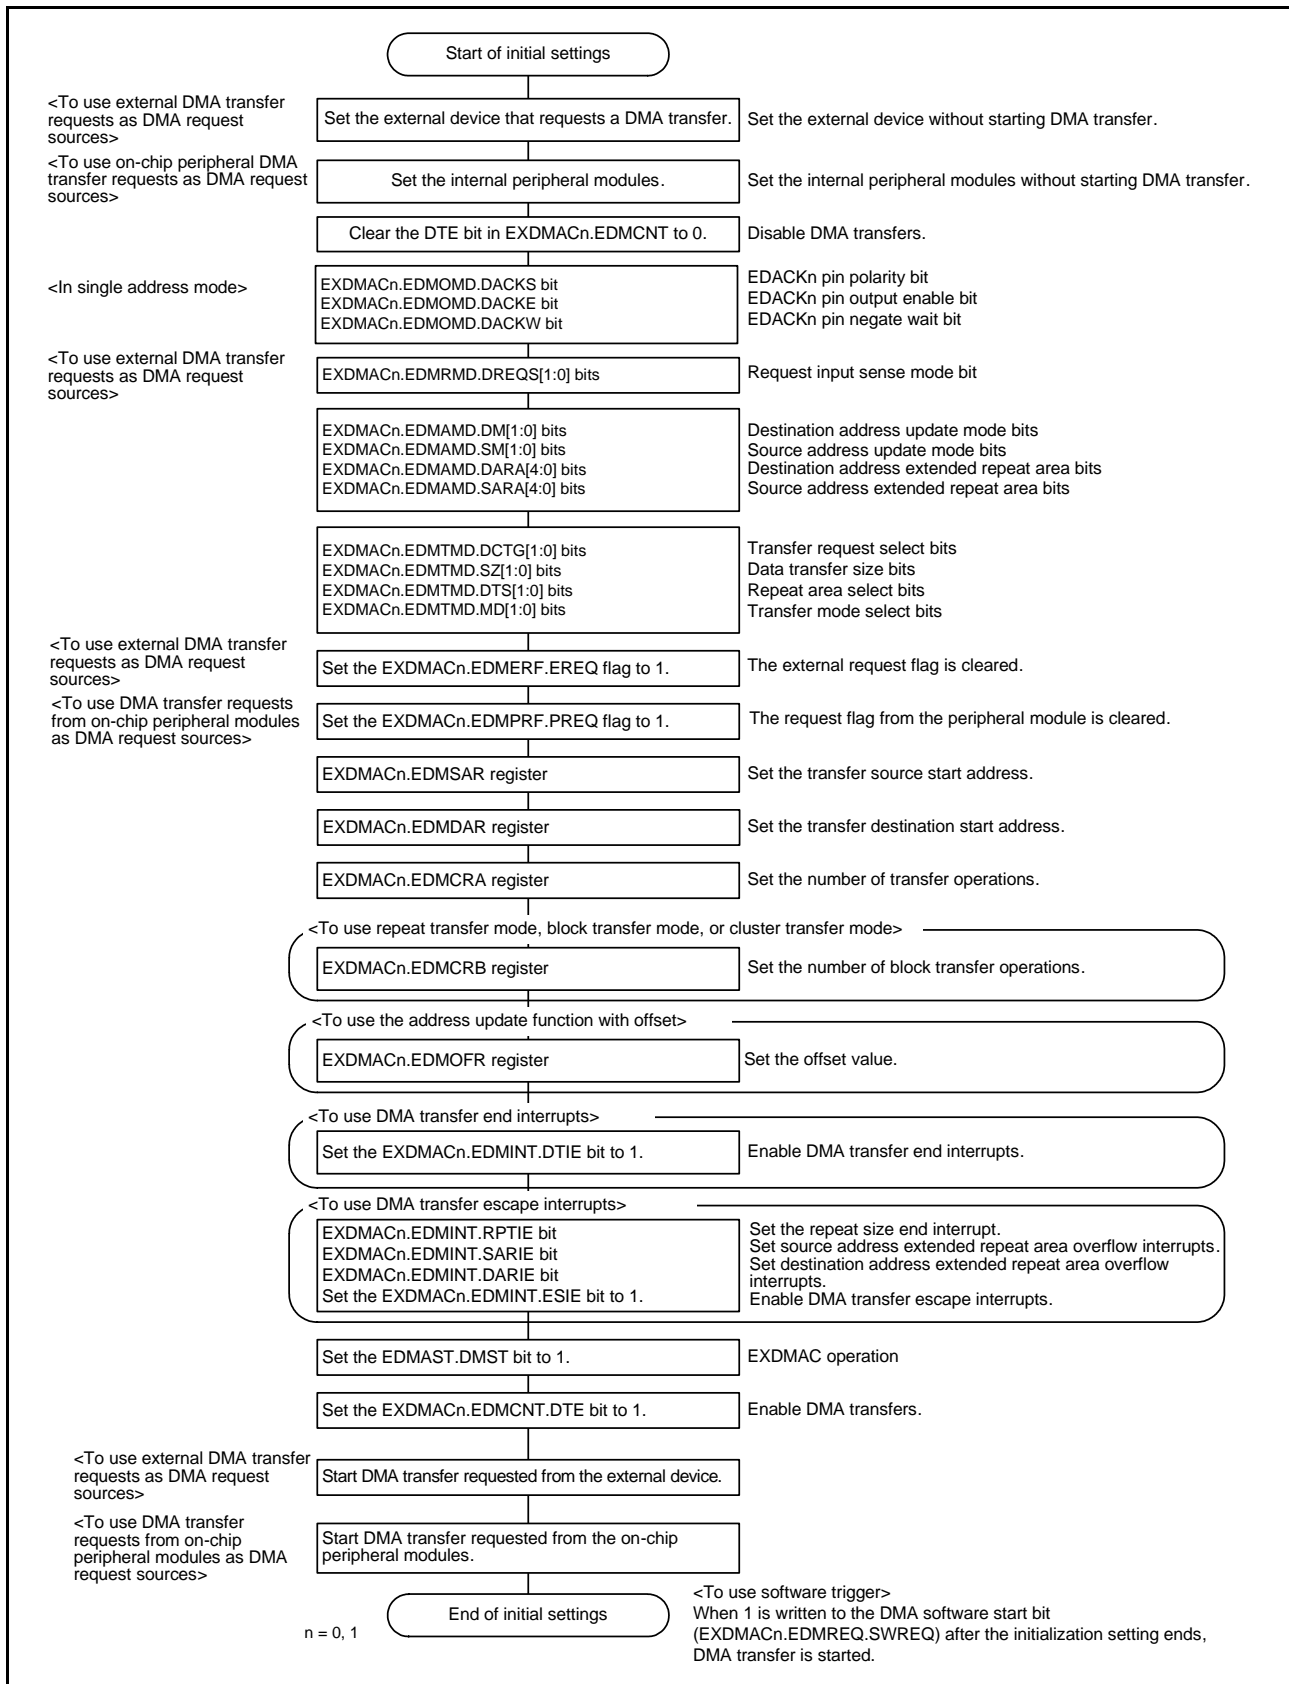 Start of initial settings
<To use external DMA transfer
requests as DMA request
sources>
Set the external device that requests a DMA transfer.
Set the external device without starting DMA transfer.
<To use on-chip peripheral DMA
transfer requests as DMA request
sources>
Set the internal peripheral modules.
Set the internal peripheral modules without starting DMA transfer.
Clear the DTE bit in EXDMACn.EDMCNT to 0.
Disable DMA transfers.
<In single address mode>
EXDMACn.EDMOMD.DACKS bit
EXDMACn.EDMOMD.DACKE bit
EXDMACn.EDMOMD.DACKW bit
EDACKn pin polarity bit
EDACKn pin output enable bit
EDACKn pin negate wait bit
<To use external DMA transfer
requests as DMA request
sources>
EXDMACn.EDMRMD.DREQS[1:0] bits
Request input sense mode bit
EXDMACn.EDMAMD.DM[1:0] bits
EXDMACn.EDMAMD.SM[1:0] bits
EXDMACn.EDMAMD.DARA[4:0] bits
EXDMACn.EDMAMD.SARA[4:0] bits
Destination address update mode bits
Source address update mode bits
Destination address extended repeat area bits
Source address extended repeat area bits
EXDMACn.EDMTMD.DCTG[1:0] bits
EXDMACn.EDMTMD.SZ[1:0] bits
EXDMACn.EDMTMD.DTS[1:0] bits
EXDMACn.EDMTMD.MD[1:0] bits
Transfer request select bits
Data transfer size bits
Repeat area select bits
Transfer mode select bits
<To use external DMA transfer
requests as DMA request
sources>
Set the EXDMACn.EDMERF.EREQ flag to 1.
The external request flag is cleared.
<To use DMA transfer requests
from on-chip peripheral modules
as DMA request sources>
Set the EXDMACn.EDMPRF.PREQ flag to 1.
The request flag from the peripheral module is cleared.
EXDMACn.EDMSAR register
Set the transfer source start address.
EXDMACn.EDMDAR register
Set the transfer destination start address.
EXDMACn.EDMCRA register
Set the number of transfer operations.
<To use repeat transfer mode, block transfer mode, or cluster transfer mode>
EXDMACn.EDMCRB register
Set the number of block transfer operations.
<To use the address update function with offset>
EXDMACn.EDMOFR register
Set the offset value.
<To use DMA transfer end interrupts>
Set the EXDMACn.EDMINT.DTIE bit to 1.
Enable DMA transfer end interrupts.
<To use DMA transfer escape interrupts>
EXDMACn.EDMINT.RPTIE bit
EXDMACn.EDMINT.SARIE bit
EXDMACn.EDMINT.DARIE bit
Set the EXDMACn.EDMINT.ESIE bit to 1.
Set the repeat size end interrupt.
Set source address extended repeat area overflow interrupts.
Set destination address extended repeat area overflow
interrupts.
Enable DMA transfer escape interrupts.
Set the EDMAST.DMST bit to 1.
EXDMAC operation
Set the EXDMACn.EDMCNT.DTE bit to 1.
Enable DMA transfers.
<To use external DMA transfer
requests as DMA request
sources>
Start DMA transfer requested from the external device.
<To use DMA transfer
requests from on-chip
peripheral modules as DMA
request sources>
Start DMA transfer requested from the on-chip
peripheral modules.
End of initial settings
n = 0, 1
<To use software trigger>
When 1 is written to the DMA software start bit
(EXDMACn.EDMREQ.SWREQ) after the initialization setting ends,
DMA transfer is started.